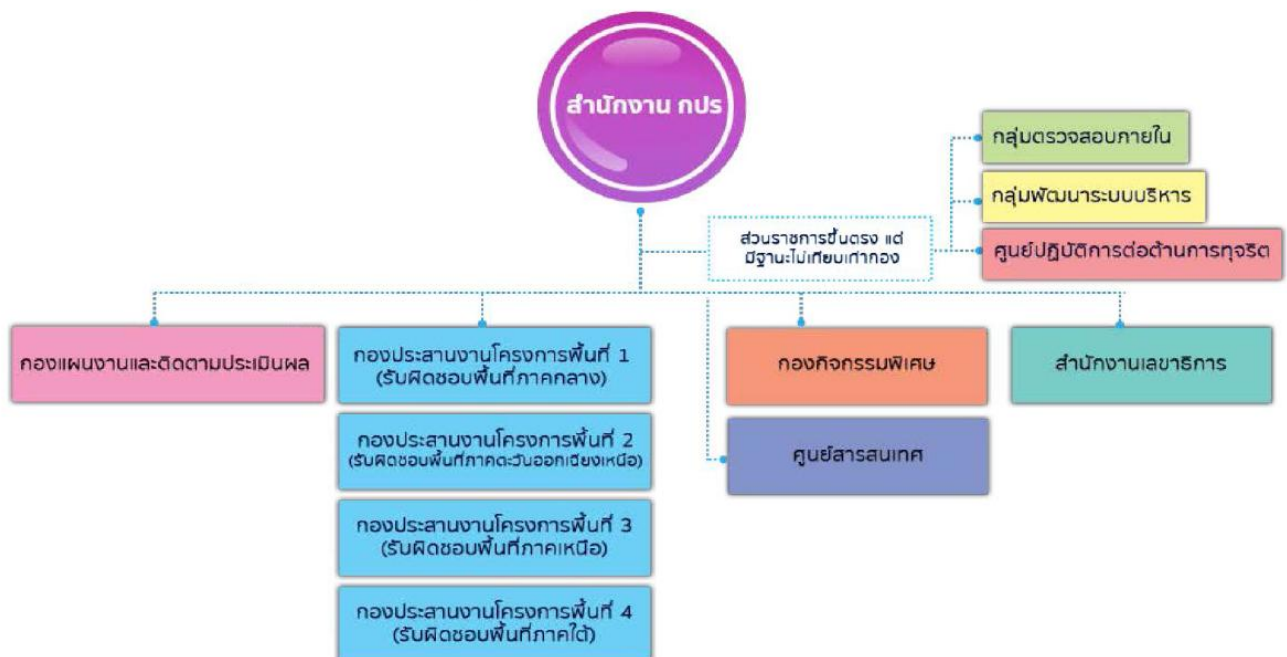 สำนักงาน กปร
กลุ่มตรวจสอบภายใน
กลุ่มพัฒนาระบบบริหาร
ส่วนราชการขึ้นตรง แต่
มีฐานะไม่เทียบเท่ากอง
ศูนย์ปฏิบัติการต่อต้านการทุจริต
กองแผนงานและติดตามประเมินผล
กองประสานงานโครงการพื้นที่ 1
(รับผิดชอบพื้นที่ภาคกลาง)
กองประสานงานโครงการพื้นที่ 2
(รับผิดชอบพื้นที่ภาคตะวันออกเฉียงเหนือ)
กองประสานงานโครงการพื้นที่ 3
(รับผิดชอบพื้นที่ภาคเหนือ)
กองประสานงานโครงการพื้นที่ 4
(รับผิดชอบพื้นที่ภาคใต้)
กองกิจกรรมพิเศษ
ศูนย์สารสนเทศ
สำนักงานเลขาธิการ